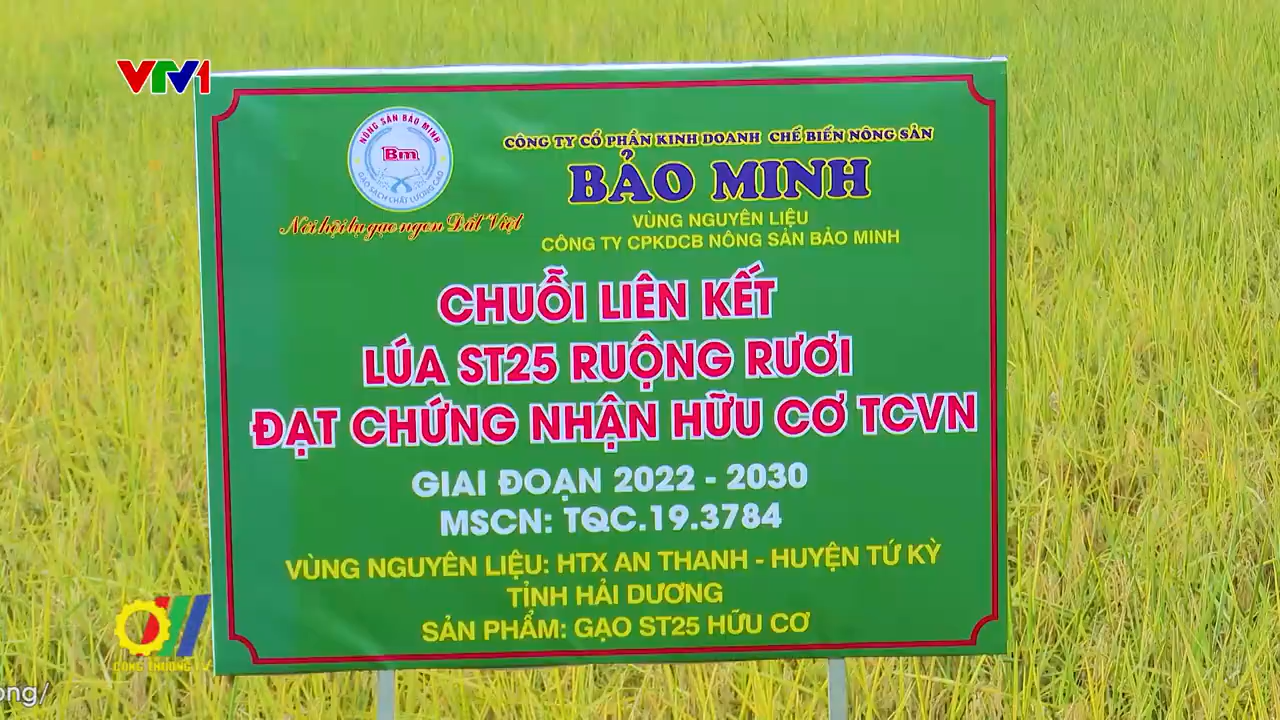 VTV1
NÔNG SẢN BẢO MINH
Bm
GẠO SẠCH CHẤT LƯỢNG CAO
Nơi hội tụ gạo ngon Đất Việt
CÔNG TY CỔ PHẦN KINH DOANH CHẾ BIẾN NÔNG SẢN
BẢO MINH
VÙNG NGUYÊN LIỆU
CÔNG TY CPKDCB NÔNG SẢN BẢO MINH
CHUỖI LIÊN KẾT
LÚA ST25 RUỘNG RƯƠI
ĐẠT CHỨNG NHẬN HỮU CƠ TCVN
GIAI ĐOẠN 2022 - 2030
MSCN: TQC.19.3784
VÙNG NGUYÊN LIỆU: HTX AN THANH - HUYỆN TỨ KỲ
TỈNH HẢI DƯƠNG
SẢN PHẨM: GẠO ST25 HỮU CƠ
CÔNG THƯƠNG TV
ong/